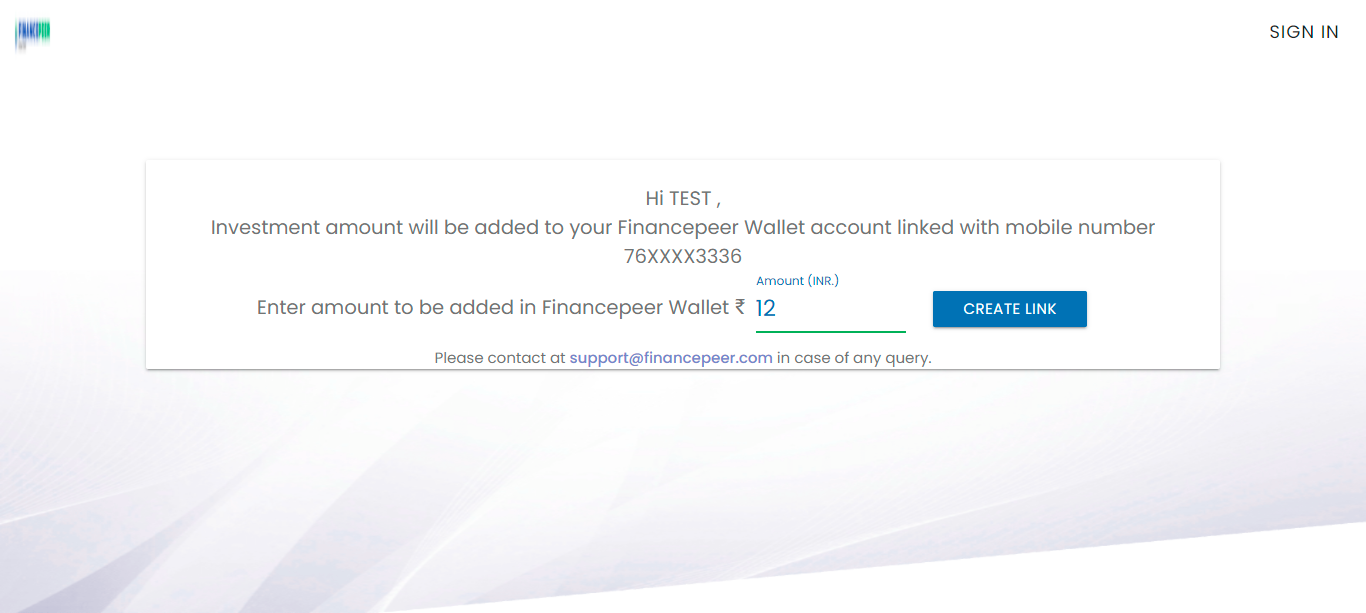 FINANCEPEER
SIGN IN
Hi TEST ,
Investment amount will be added to your Financepeer Wallet account linked with mobile number
76XXXX3336
Amount (INR.)
Enter amount to be added in Financepeer Wallet ₹ 12 CREATE LINK
Please contact at support@financepeer.com in case of any query.